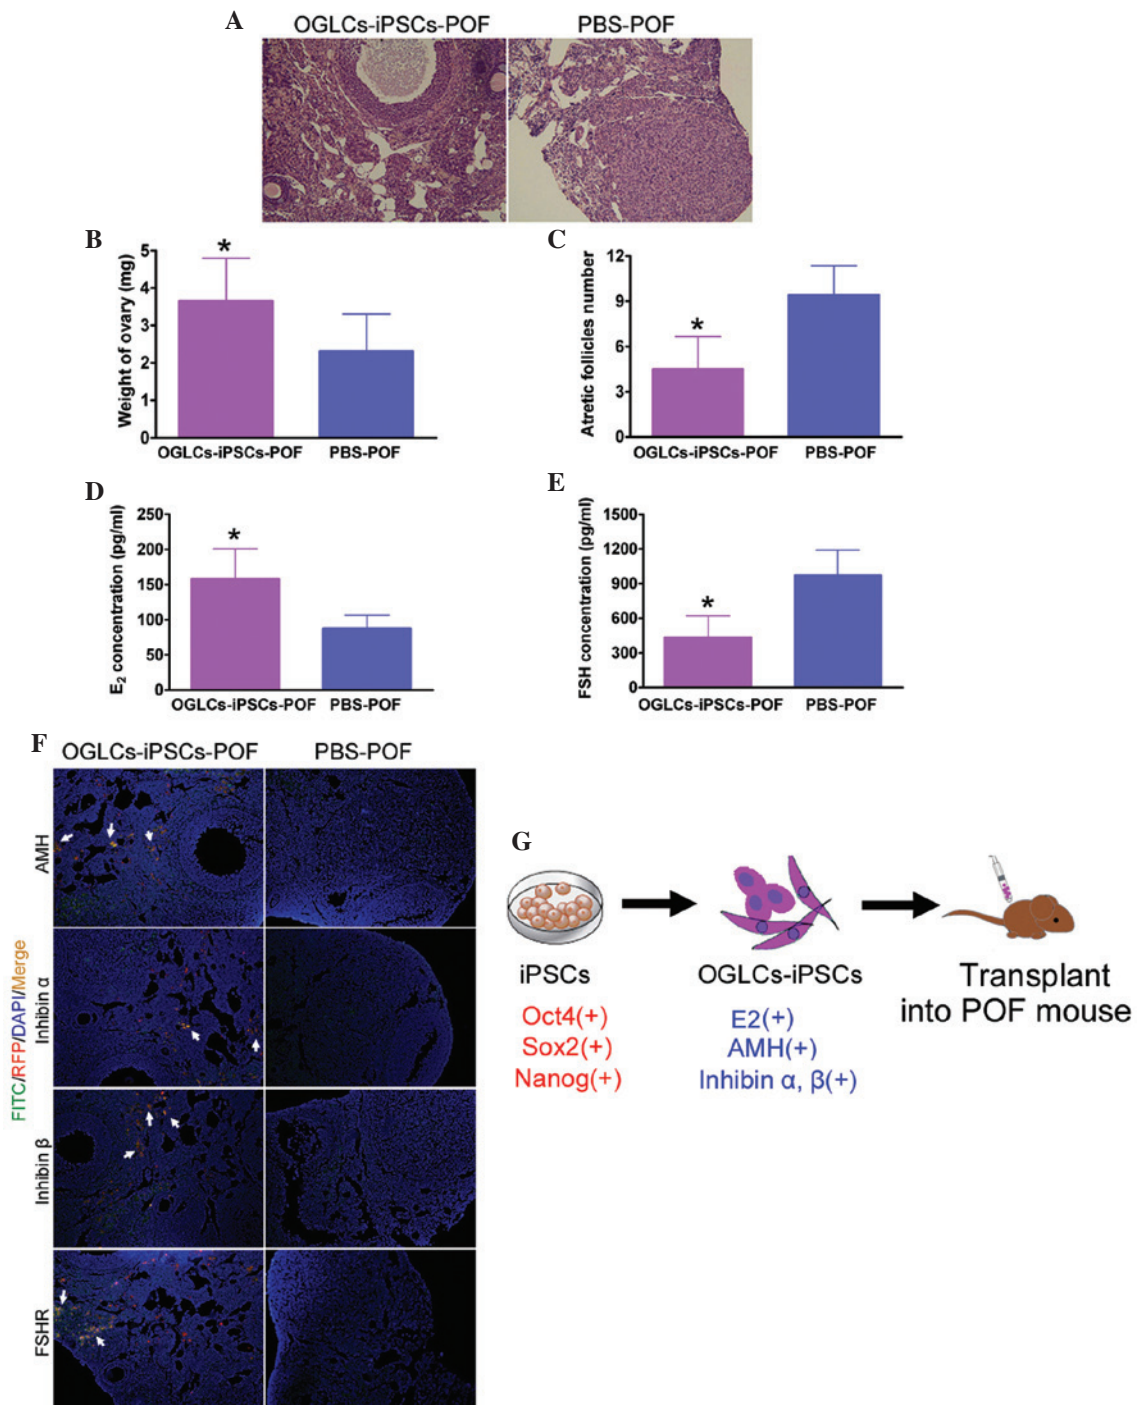 A
OGLCs-iPSCs-POF
PBS-POF
B
Weight of ovary (mg)
5
4
3
2
1
0
*
OGLCs-iPSCs-POF
PBS-POF
C
Atretic follicles number
12
9
6
3
0
*
OGLCs-iPSCs-POF
PBS-POF
D
E2 concentration (pg/ml)
250
200
150
100
50
0
*
OGLCs-iPSCs-POF
PBS-POF
E
FSH concentration (pg/ml)
1500
1200
900
600
300
0
*
OGLCs-iPSCs-POF
PBS-POF
F
OGLCs-iPSCs-POF
PBS-POF
FITC/RFP/DAPI/Merge
AMH
Inhibin α
Inhibin β
FSHR
G
iPSCs
Oct4(+)
Sox2(+)
Nanog(+)
OGLCs-iPSCs
E2(+)
AMH(+)
Inhibin α, β(+)
Transplant
into POF mouse